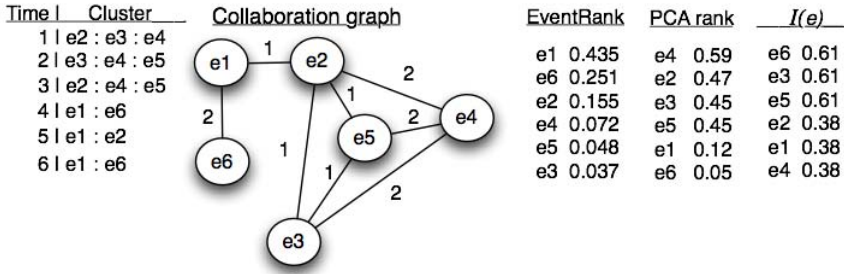 Time | Cluster
1 | e2 : e3 : e4
2 | e3 : e4 : e5
3 | e2 : e4 : e5
4 | e1 : e6
5 | e1 : e2
6 | e1 : e6
Collaboration graph
e1
1
e2
2
1
2
e4
e5
2
e6
1
1
2
e3
EventRank
e1 0.435
e6 0.251
e2 0.155
e4 0.072
e5 0.048
e3 0.037
PCA rank
e4 0.59
e2 0.47
e3 0.45
e5 0.45
e1 0.12
e6 0.05
I(e)
e6 0.61
e3 0.61
e5 0.61
e2 0.38
e1 0.38
e4 0.38